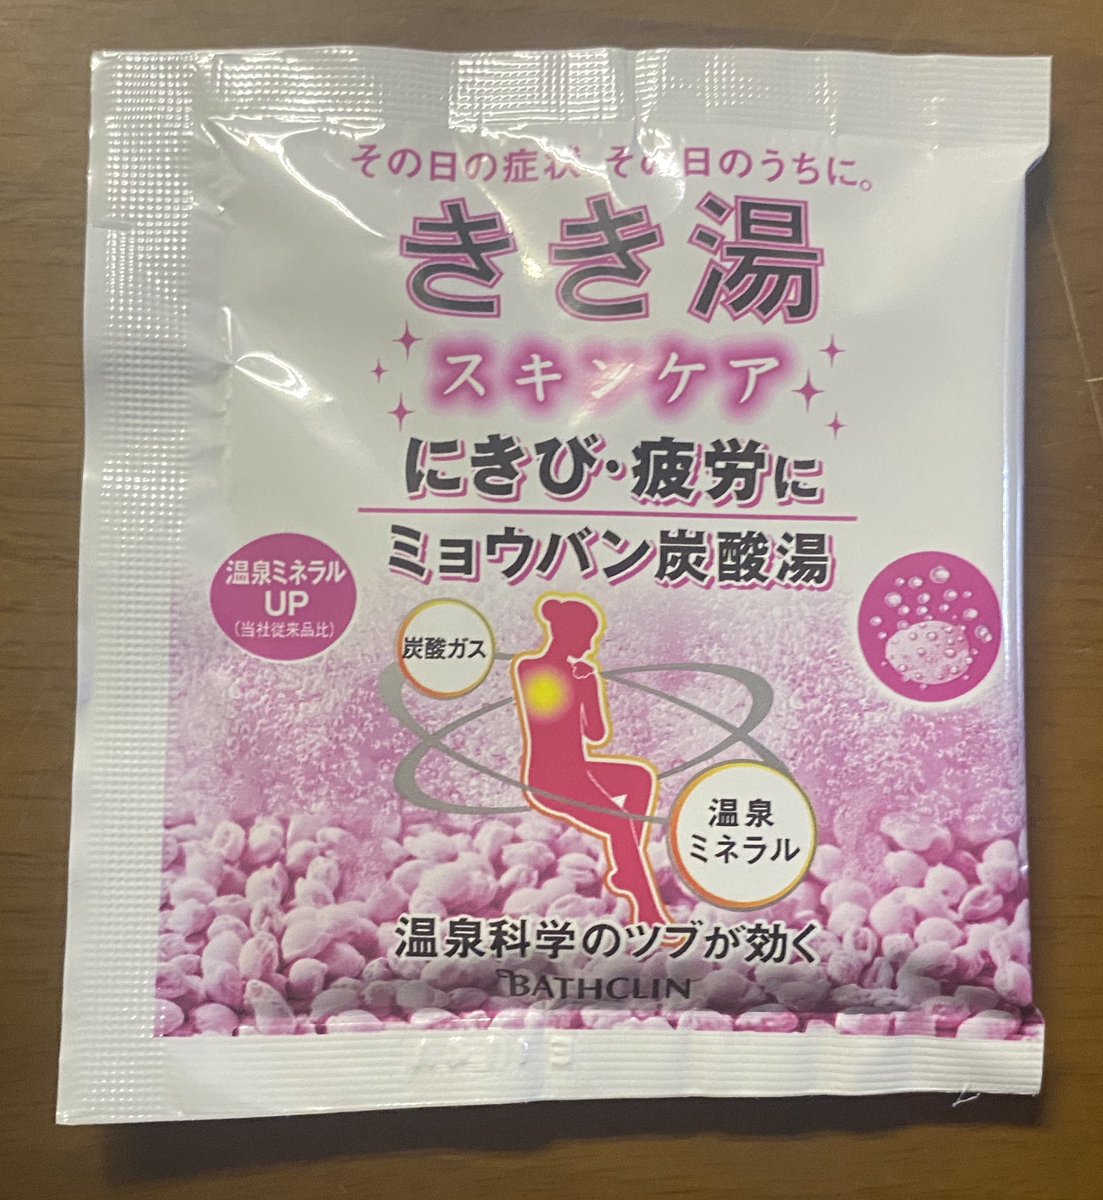 その日の症状 その日のうちに。
きき湯
スキンケア
にきび・疲労に
ミョウバン炭酸湯
温泉ミネラル
UP
(当社従来品比)
炭酸ガス
温泉
ミネラル
温泉科学のツブが効く
BATHCLIN